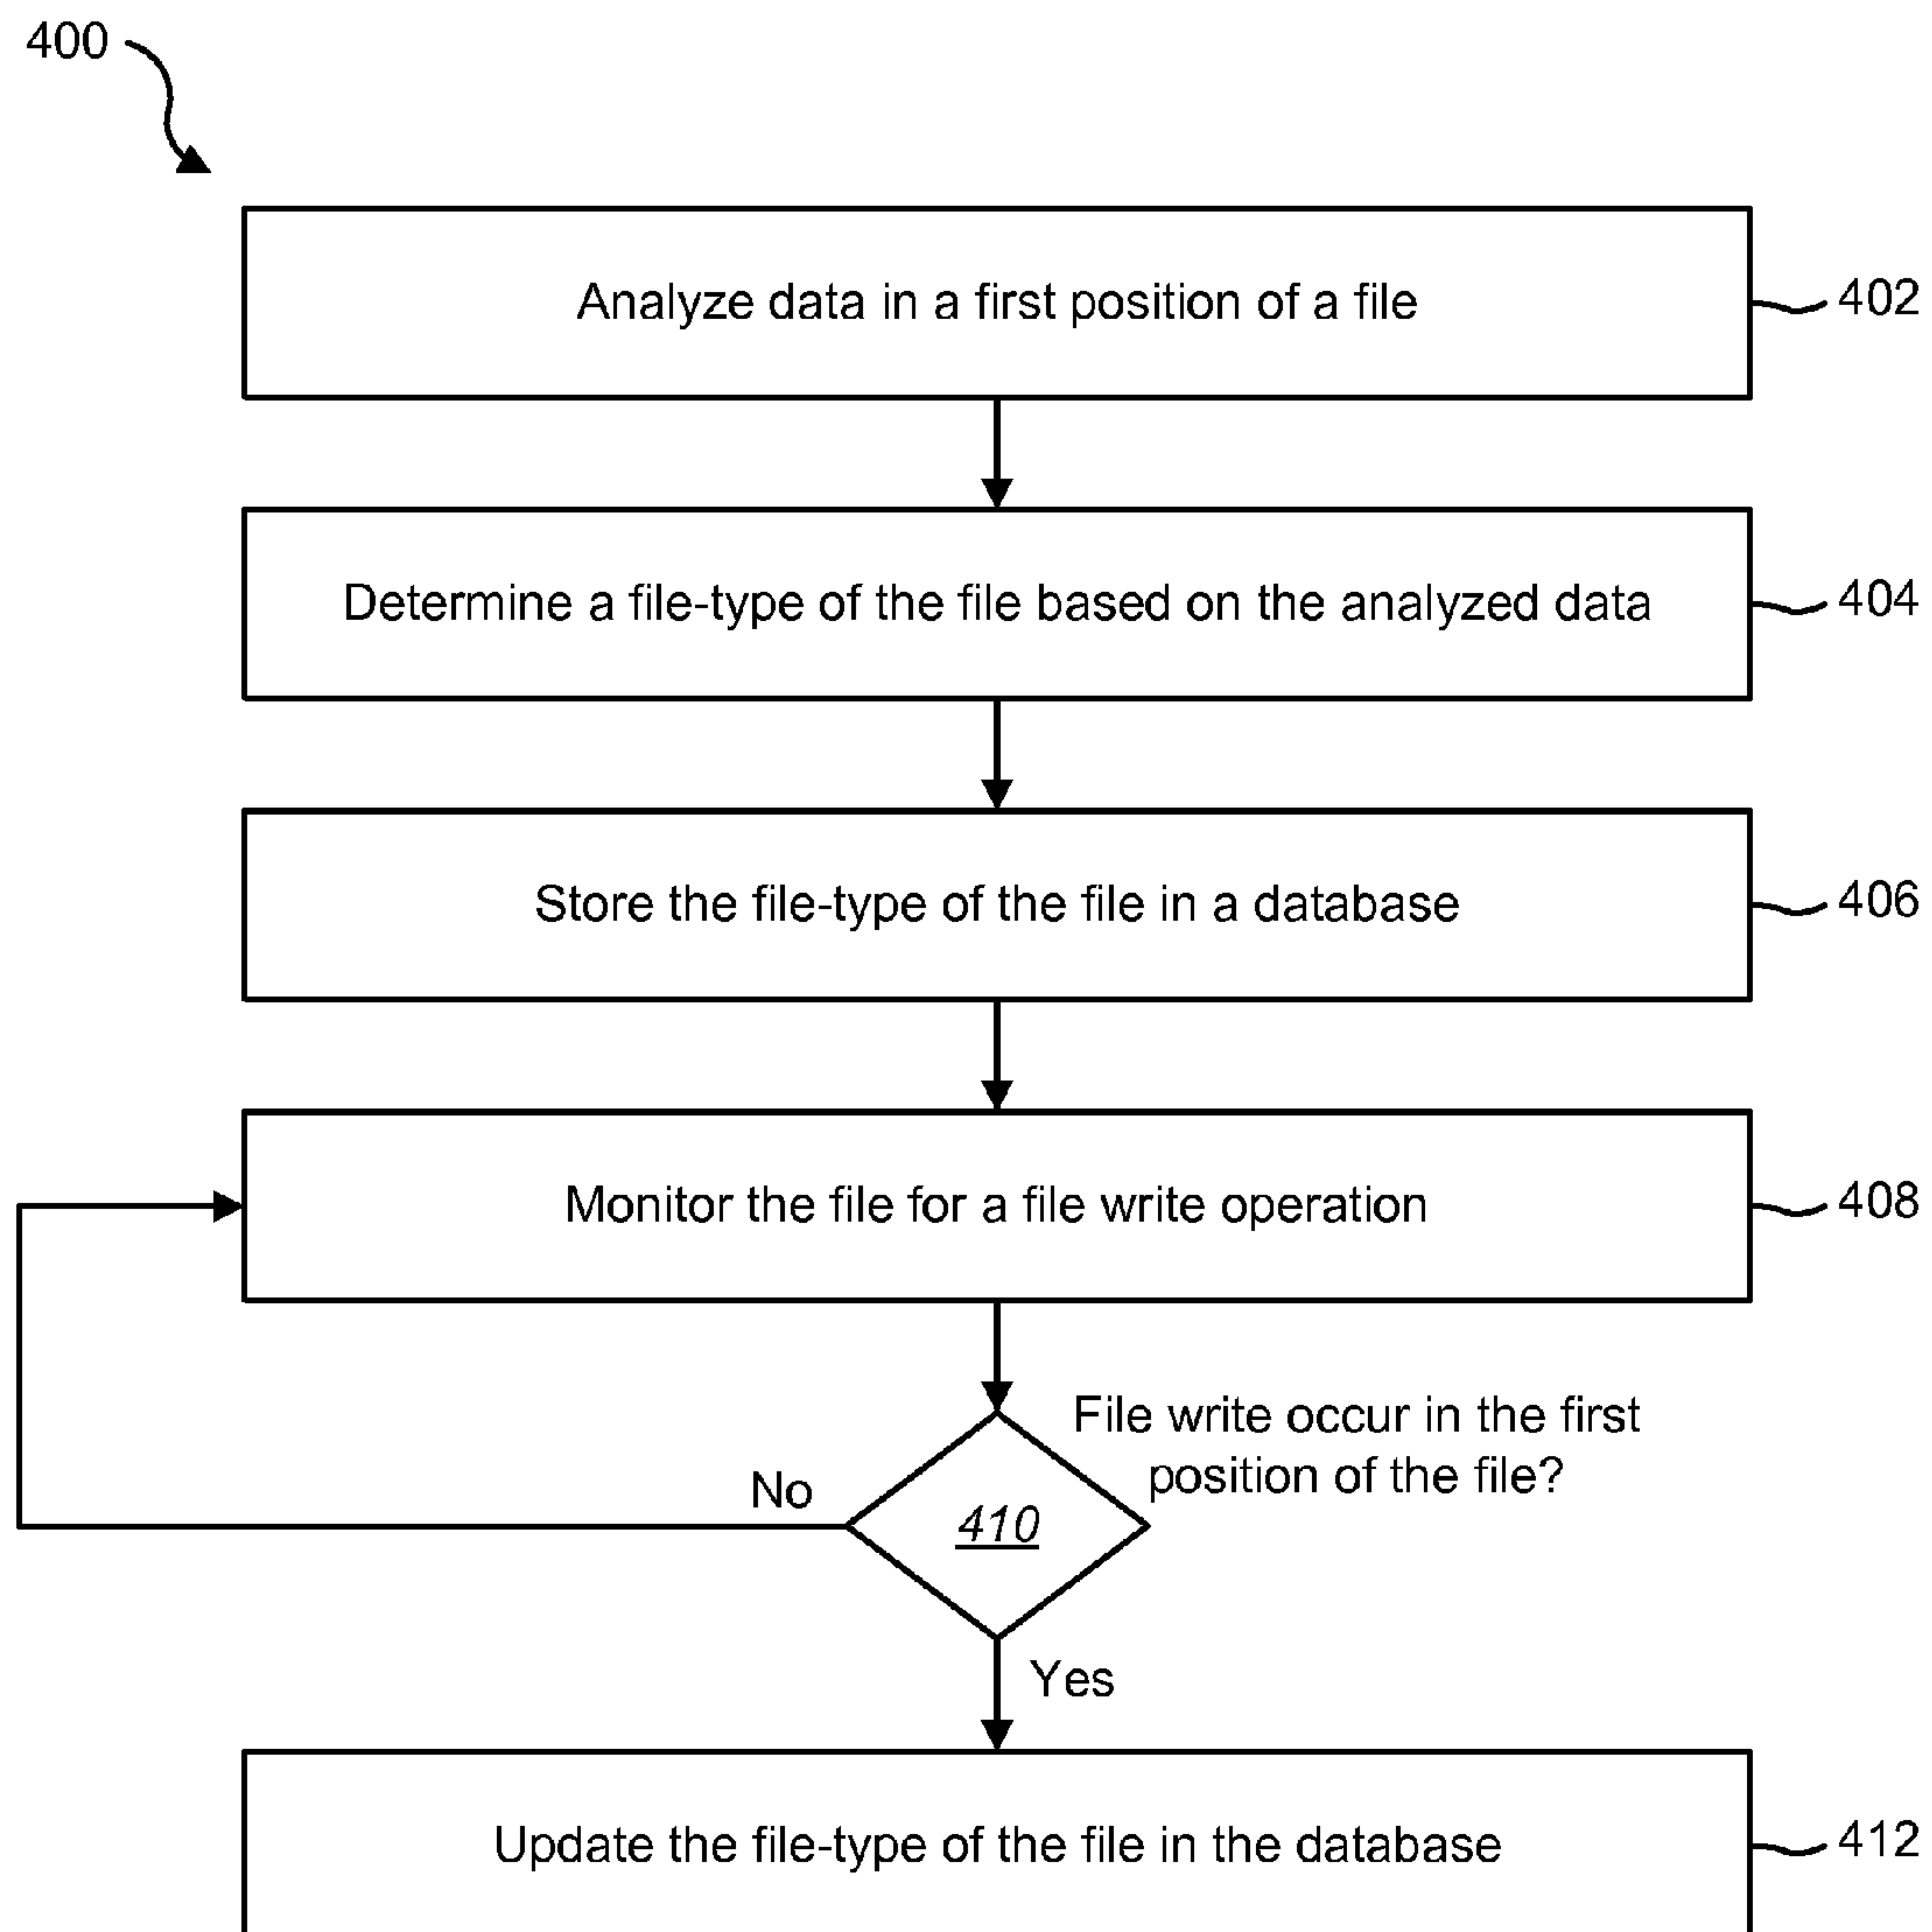 400
Analyze data in a first position of a file
402
Determine a file-type of the file based on the analyzed data
404
Store the file-type of the file in a database
406
Monitor the file for a file write operation
408
File write occur in the first
position of the file?
No
410
Yes
Update the file-type of the file in the database
412